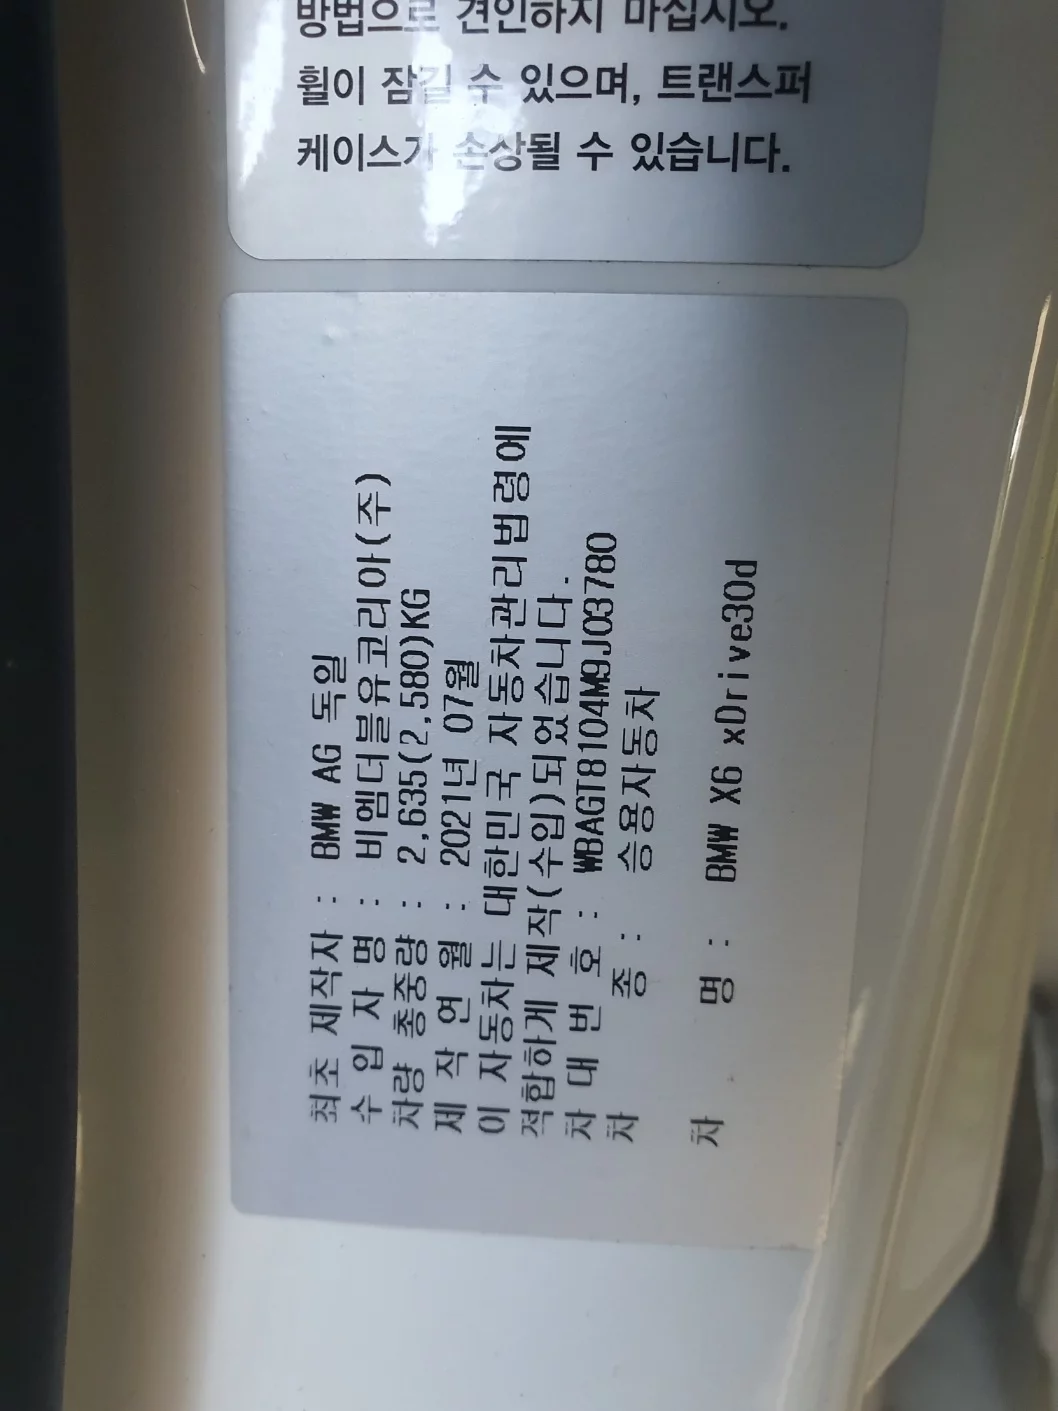 방법으로 견인하지 마십시오.
휠이 잠길 수 있으며, 트랜스퍼
케이스가 손상될 수 있습니다.
최초 제작자 : BMW AG 독일
수 입 자 명 : 비엠더블유코리아(주)
차량 총중량 : 2,635(2,580)KG
제 작 연 월 : 2021년 07월
이 자동차는 대한민국 자동차관리법령에
적합하게 제작(수입)되었습니다.
차 대 번 호 : WBAGT8104M9J03780
차 종 : 승용자동차
차 명 : BMW X6 xDrive30d